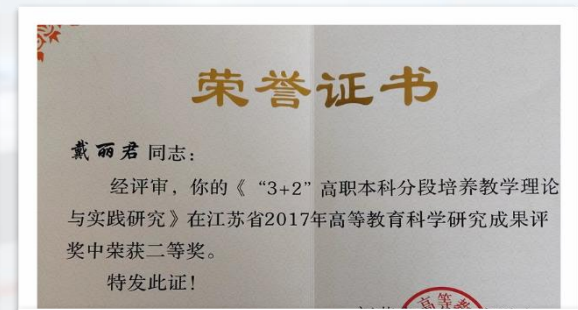 荣誉证书
戴丽君同志：
经评审，你的《“3+2”高职本科分段培养教学理论
与实践研究》在江苏省2017年高等教育科学研究成果评
奖中荣获二等奖。
特发此证！
高等教